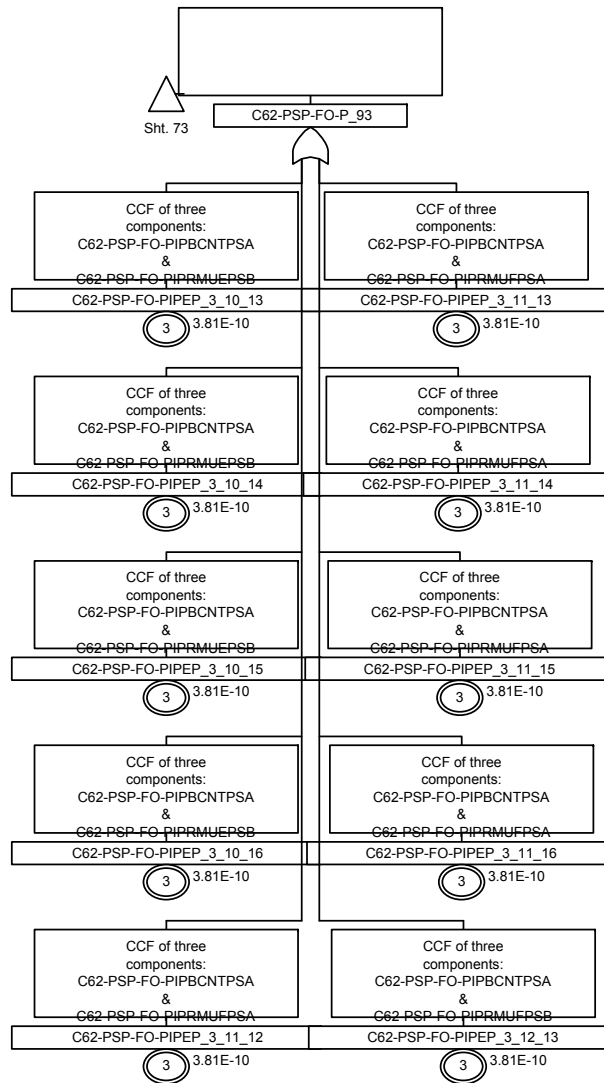 Sht. 73
C62-PSP-FO-P_93
CCF of three
components:
C62-PSP-FO-PIPBCNTPSA
&
C62-PSP-FO-PIPRMUEPSB
C62-PSP-FO-PIPEP_3_10_13
3
3.81E-10
CCF of three
components:
C62-PSP-FO-PIPBCNTPSA
&
C62-PSP-FO-PIPRMUFPSA
C62-PSP-FO-PIPEP_3_11_13
3
3.81E-10
CCF of three
components:
C62-PSP-FO-PIPBCNTPSA
&
C62-PSP-FO-PIPRMUEPSB
C62-PSP-FO-PIPEP_3_10_14
3
3.81E-10
CCF of three
components:
C62-PSP-FO-PIPBCNTPSA
&
C62-PSP-FO-PIPRMUFPSA
C62-PSP-FO-PIPEP_3_11_14
3
3.81E-10
CCF of three
components:
C62-PSP-FO-PIPBCNTPSA
&
C62-PSP-FO-PIPRMUEPSB
C62-PSP-FO-PIPEP_3_10_15
3
3.81E-10
CCF of three
components:
C62-PSP-FO-PIPBCNTPSA
&
C62-PSP-FO-PIPRMUFPSA
C62-PSP-FO-PIPEP_3_11_15
3
3.81E-10
CCF of three
components:
C62-PSP-FO-PIPBCNTPSA
&
C62-PSP-FO-PIPRMUEPSB
C62-PSP-FO-PIPEP_3_10_16
3
3.81E-10
CCF of three
components:
C62-PSP-FO-PIPBCNTPSA
&
C62-PSP-FO-PIPRMUFPSA
C62-PSP-FO-PIPEP_3_11_16
3
3.81E-10
CCF of three
components:
C62-PSP-FO-PIPBCNTPSA
&
C62-PSP-FO-PIPRMUFPSA
C62-PSP-FO-PIPEP_3_11_12
3
3.81E-10
CCF of three
components:
C62-PSP-FO-PIPBCNTPSA
&
C62-PSP-FO-PIPRMUFPSB
C62-PSP-FO-PIPEP_3_12_13
3
3.81E-10